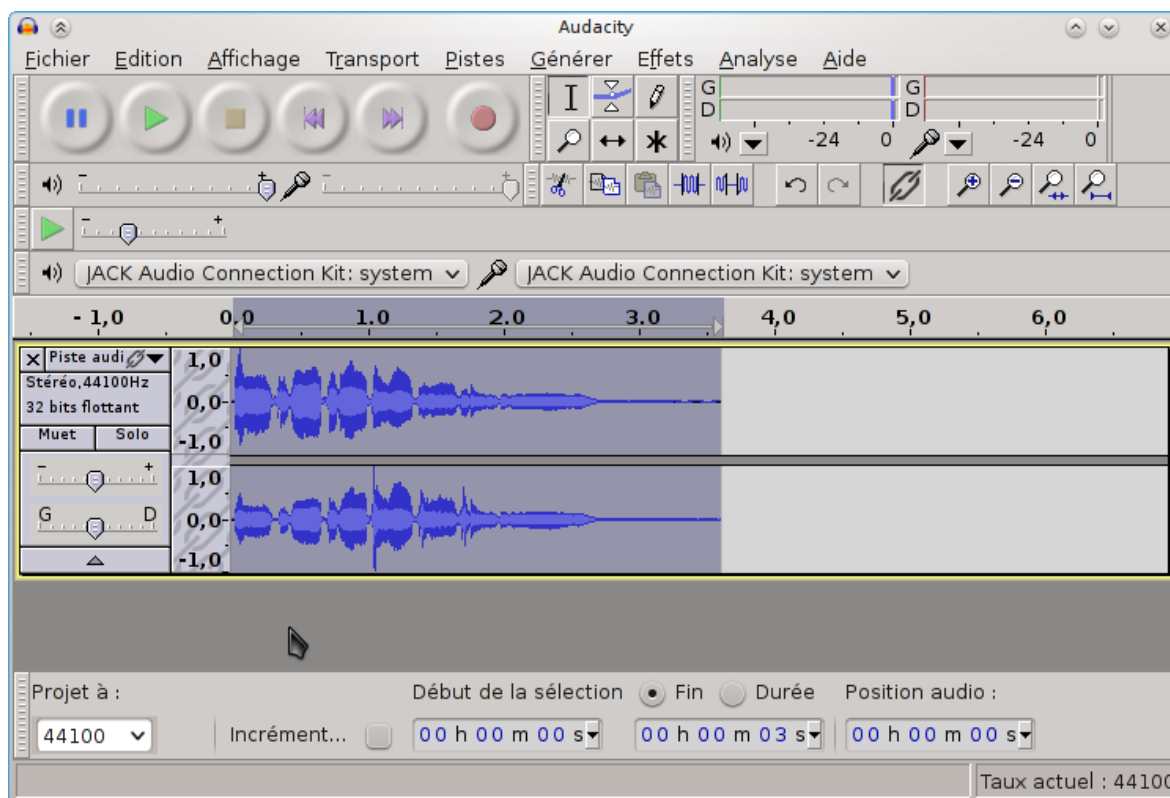 Audacity
Fichier Edition Affichage Transport Pistes Générer Effets Analyse Aide
G G
D D
-24 0 -24 0
- +
JACK Audio Connection Kit: system JACK Audio Connection Kit: system
- 1,0 0,0 1.0 2.0 3.0 4,0 5,0 6,0
X Piste audi 1,0
Stéréo,44100Hz
32 bits flottant 0,0
Muet Solo -1,0
- + 1,0
G D 0,0
-1,0
Projet à : Début de la sélection Fin Durée Position audio :
44100 Incrément... 00 h 00 m 00 s 00 h 00 m 03 s 00 h 00 m 00 s
Taux actuel : 44100